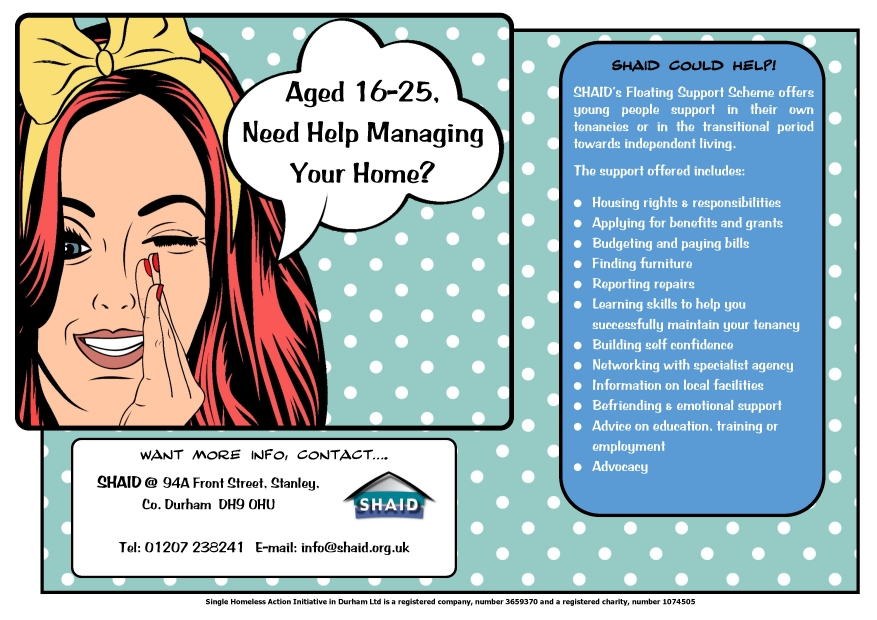 Aged 16-25,
Need Help Managing
Your Home?
SHAID COULD HELP!
SHAID's Floating Support Scheme offers
young people support in their own
tenancies or in the transitional period
towards independent living.
The support offered includes:
● Housing rights & responsibilities
● Applying for benefits and grants
● Budgeting and paying bills
● Finding furniture
● Reporting repairs
● Learning skills to help you
successfully maintain your tenancy
● Building self confidence
● Networking with specialist agency
● Information on local facilities
● Befriending & emotional support
● Advice on education, training or
employment
● Advocacy
WANT MORE INFO, CONTACT....
SHAID @ 94A Front Street, Stanley,
Co. Durham DH9 0HU
SHAID
Tel: 01207 238241 E-mail: info@shaid.org.uk
Single Homeless Action Initiative in Durham Ltd is a registered company, number 3659370 and a registered charity, number 1074505